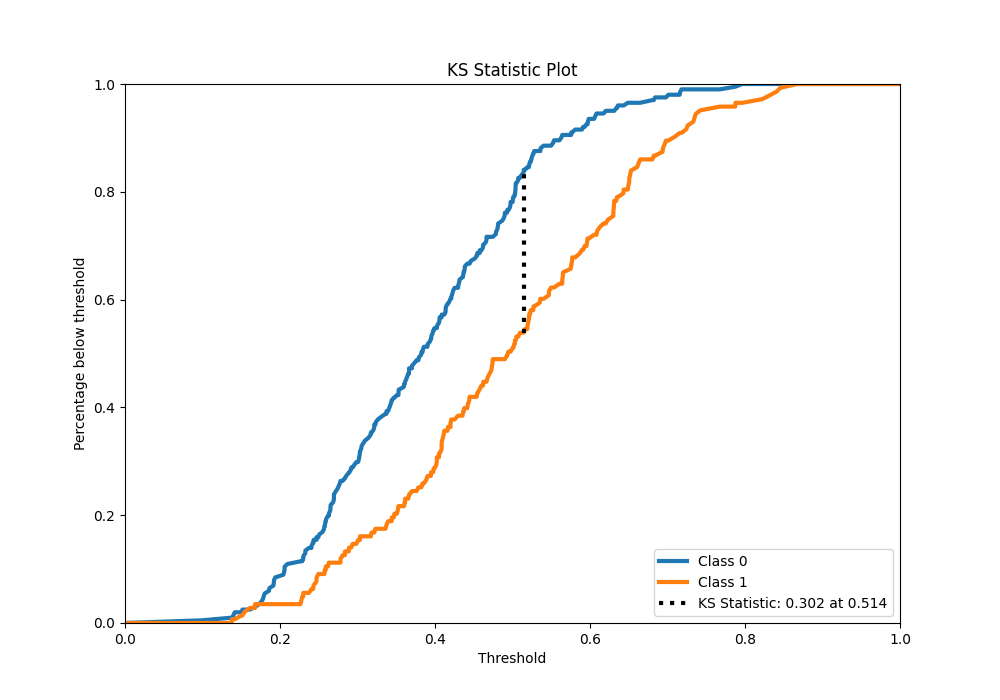 KS Statistic Plot
1.0
0.8
0.6
0.4
0.2
0.0
Percentage below threshold
0.0 0.2 0.4 0.6 0.8 1.0
Threshold
Class 0
Class 1
KS Statistic: 0.302 at 0.514